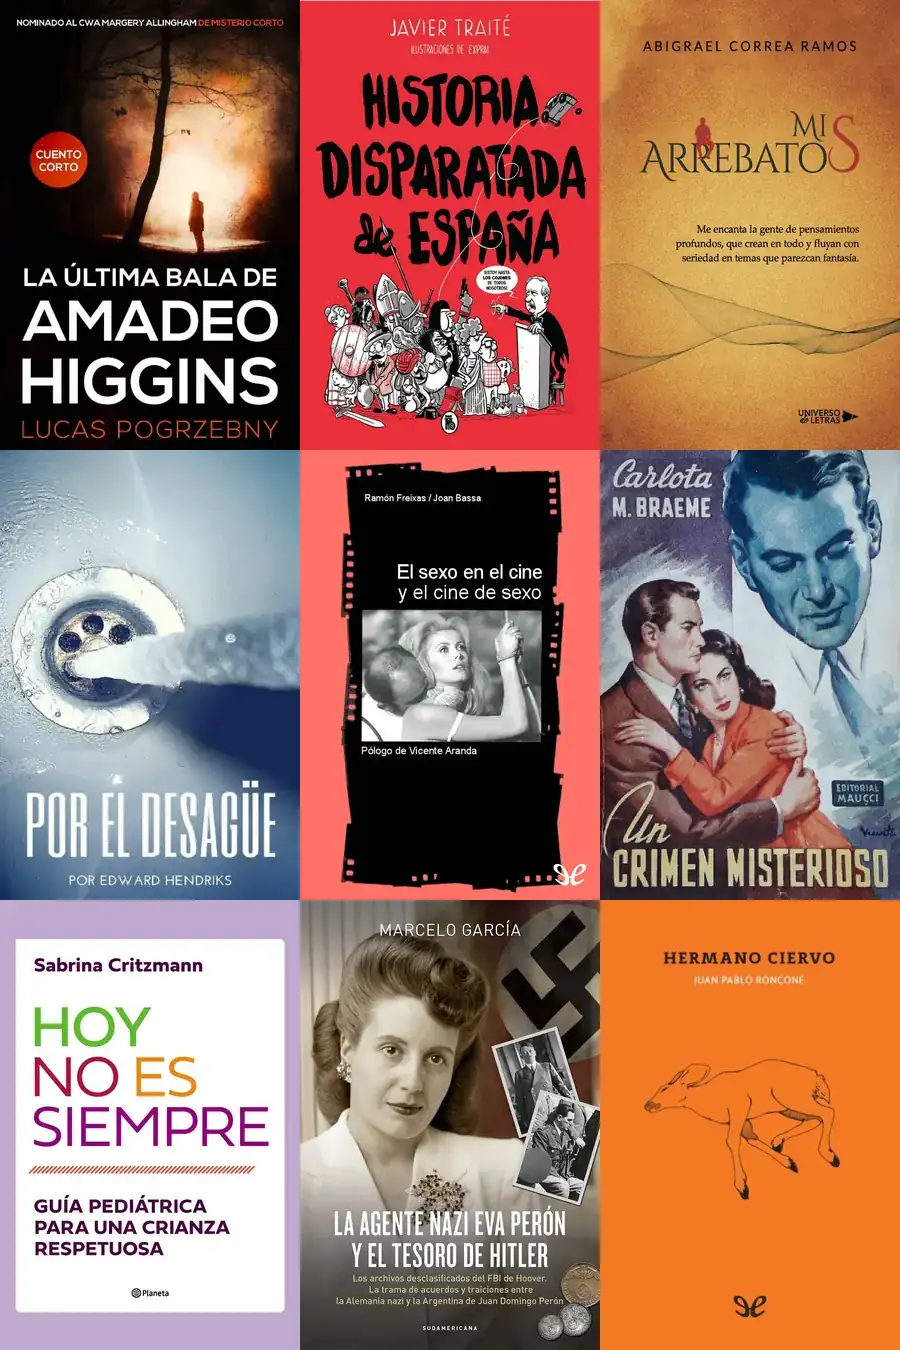 NOMINADO AL CWA MARGERY ALLINGHAM DE MISTERIO CORTO
CUENTO
CORTO
LA ÚLTIMA BALA DE
AMADEO
HIGGINS
LUCAS POGRZEBNY
JAVIER TRAITÉ
ILUSTRACIONES DE EXPRAI
HISTORIA
DISPARATADA
de ESPAÑA
¡ESTOY HASTA
LOS COJONES
DE TODOS
NOSOTROS!
ABIGRAEL CORREA RAMOS
MIS
ARREBATOS
Me encanta la gente de pensamientos
profundos, que crean en todo y fluyan con
seriedad en temas que parezcan fantasía.
UNIVERSO
de LETRAS
POR EL DESAGÜE
POR EDWARD HENDRIKS
Ramón Freixas / Joan Bassa
El sexo en el cine
y el cine de sexo
Pólogo de Vicente Aranda
Carlota
M. BRAEME
EDITORIAL
MAUCCI
Un
CRIMEN MISTERIOSO
Sabrina Critzmann
HOY
NO ES
SIEMPRE
GUÍA PEDIÁTRICA
PARA UNA CRIANZA
RESPETUOSA
Planeta
MARCELO GARCÍA
LA AGENTE NAZI EVA PERÓN
Y EL TESORO DE HITLER
Los archivos desclasificados del FBI de Hoover.
La trama de acuerdos y traiciones entre
la Alemania nazi y la Argentina de Juan Domingo Perón
SUDAMERICANA
HERMANO CIERVO
JUAN PABLO RONCONE